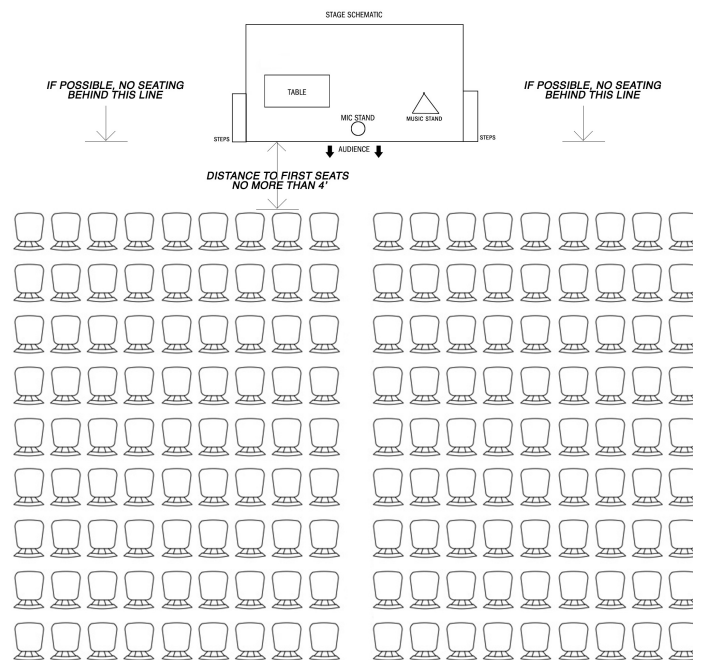 STAGE SCHEMATIC
IF POSSIBLE, NO SEATING
BEHIND THIS LINE
IF POSSIBLE, NO SEATING
BEHIND THIS LINE
TABLE
MIC STAND
MUSIC STAND
STEPS
STEPS
AUDIENCE
DISTANCE TO FIRST SEATS
NO MORE THAN 4'